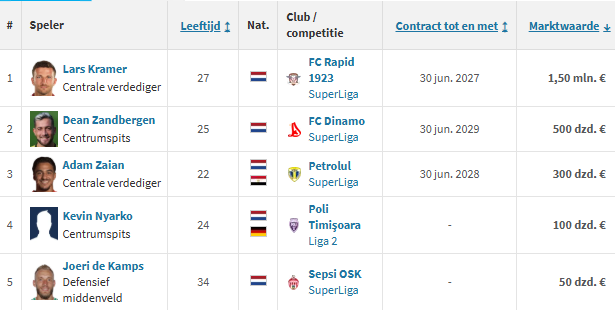 # Speler Leeftijd Nat. Club / competitie Contract tot en met Marktwaarde
1 Lars Kramer 27 FC Rapid 1923 30 jun. 2027 1,50 mln. €
Centrale verdediger SuperLiga
2 Dean Zandbergen 25 FC Dinamo 30 jun. 2029 500 dzd. €
Centrumspits SuperLiga
3 Adam Zaian 22 Petrolul 30 jun. 2028 300 dzd. €
Centrale verdediger SuperLiga
4 Kevin Nyarko 24 Poli Timişoara - 100 dzd. €
Centrumspits Liga 2
5 Joeri de Kamps 34 Sepsi OSK - 50 dzd. €
Defensief middenveld SuperLiga